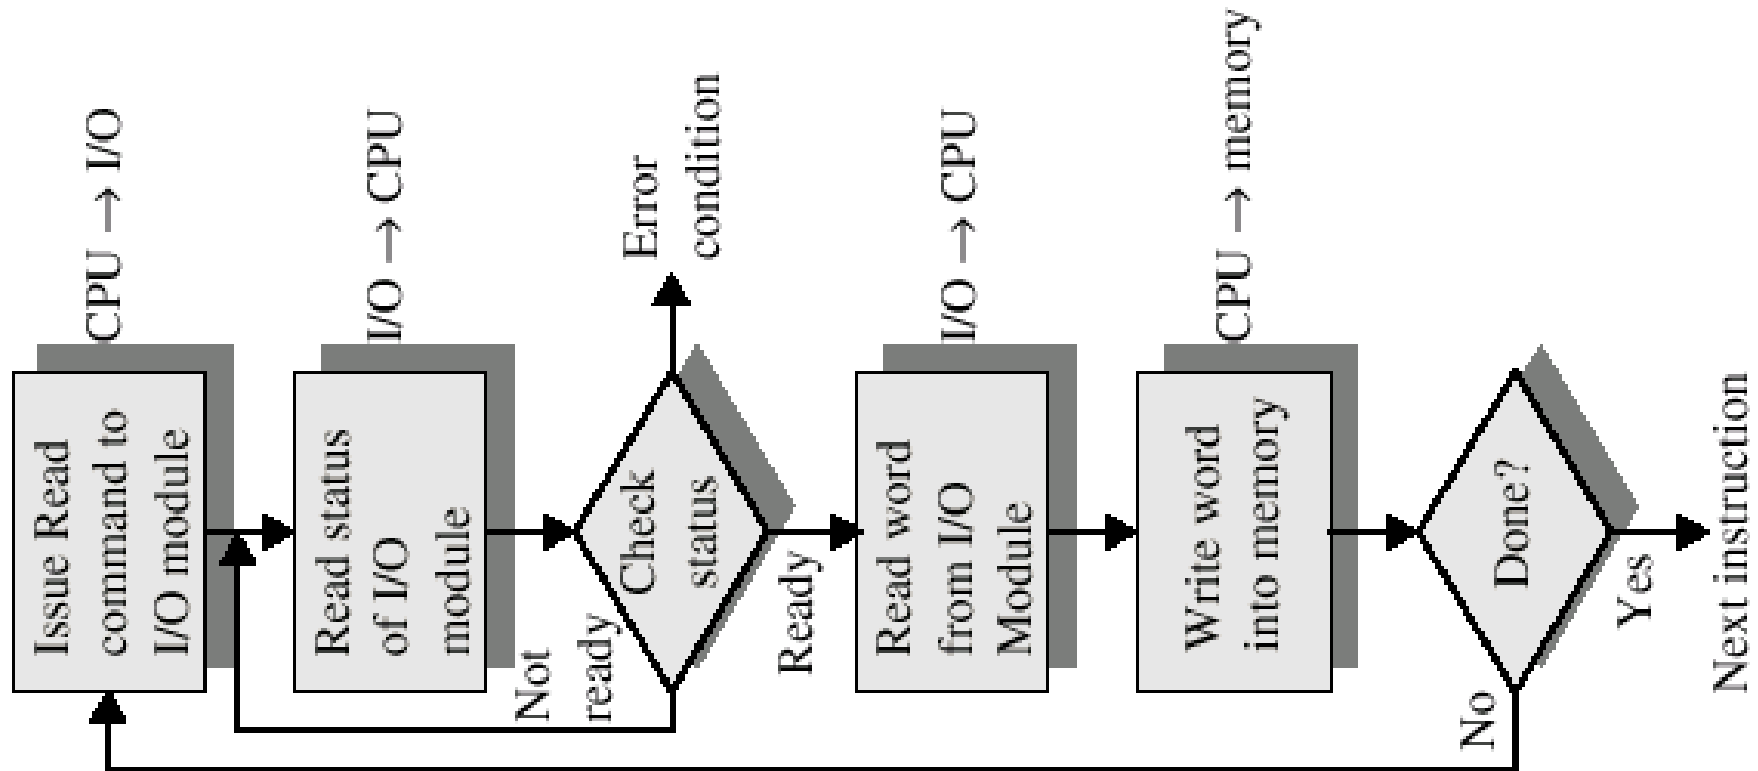 Issue Read
command to
I/O module
CPU → I/O
Read status
of I/O
module
I/O → CPU
Not
ready
Check
status
Error
condition
Ready
Read word
from I/O
Module
I/O → CPU
Write word
into memory
CPU → memory
No
Done?
Yes
Next instruction